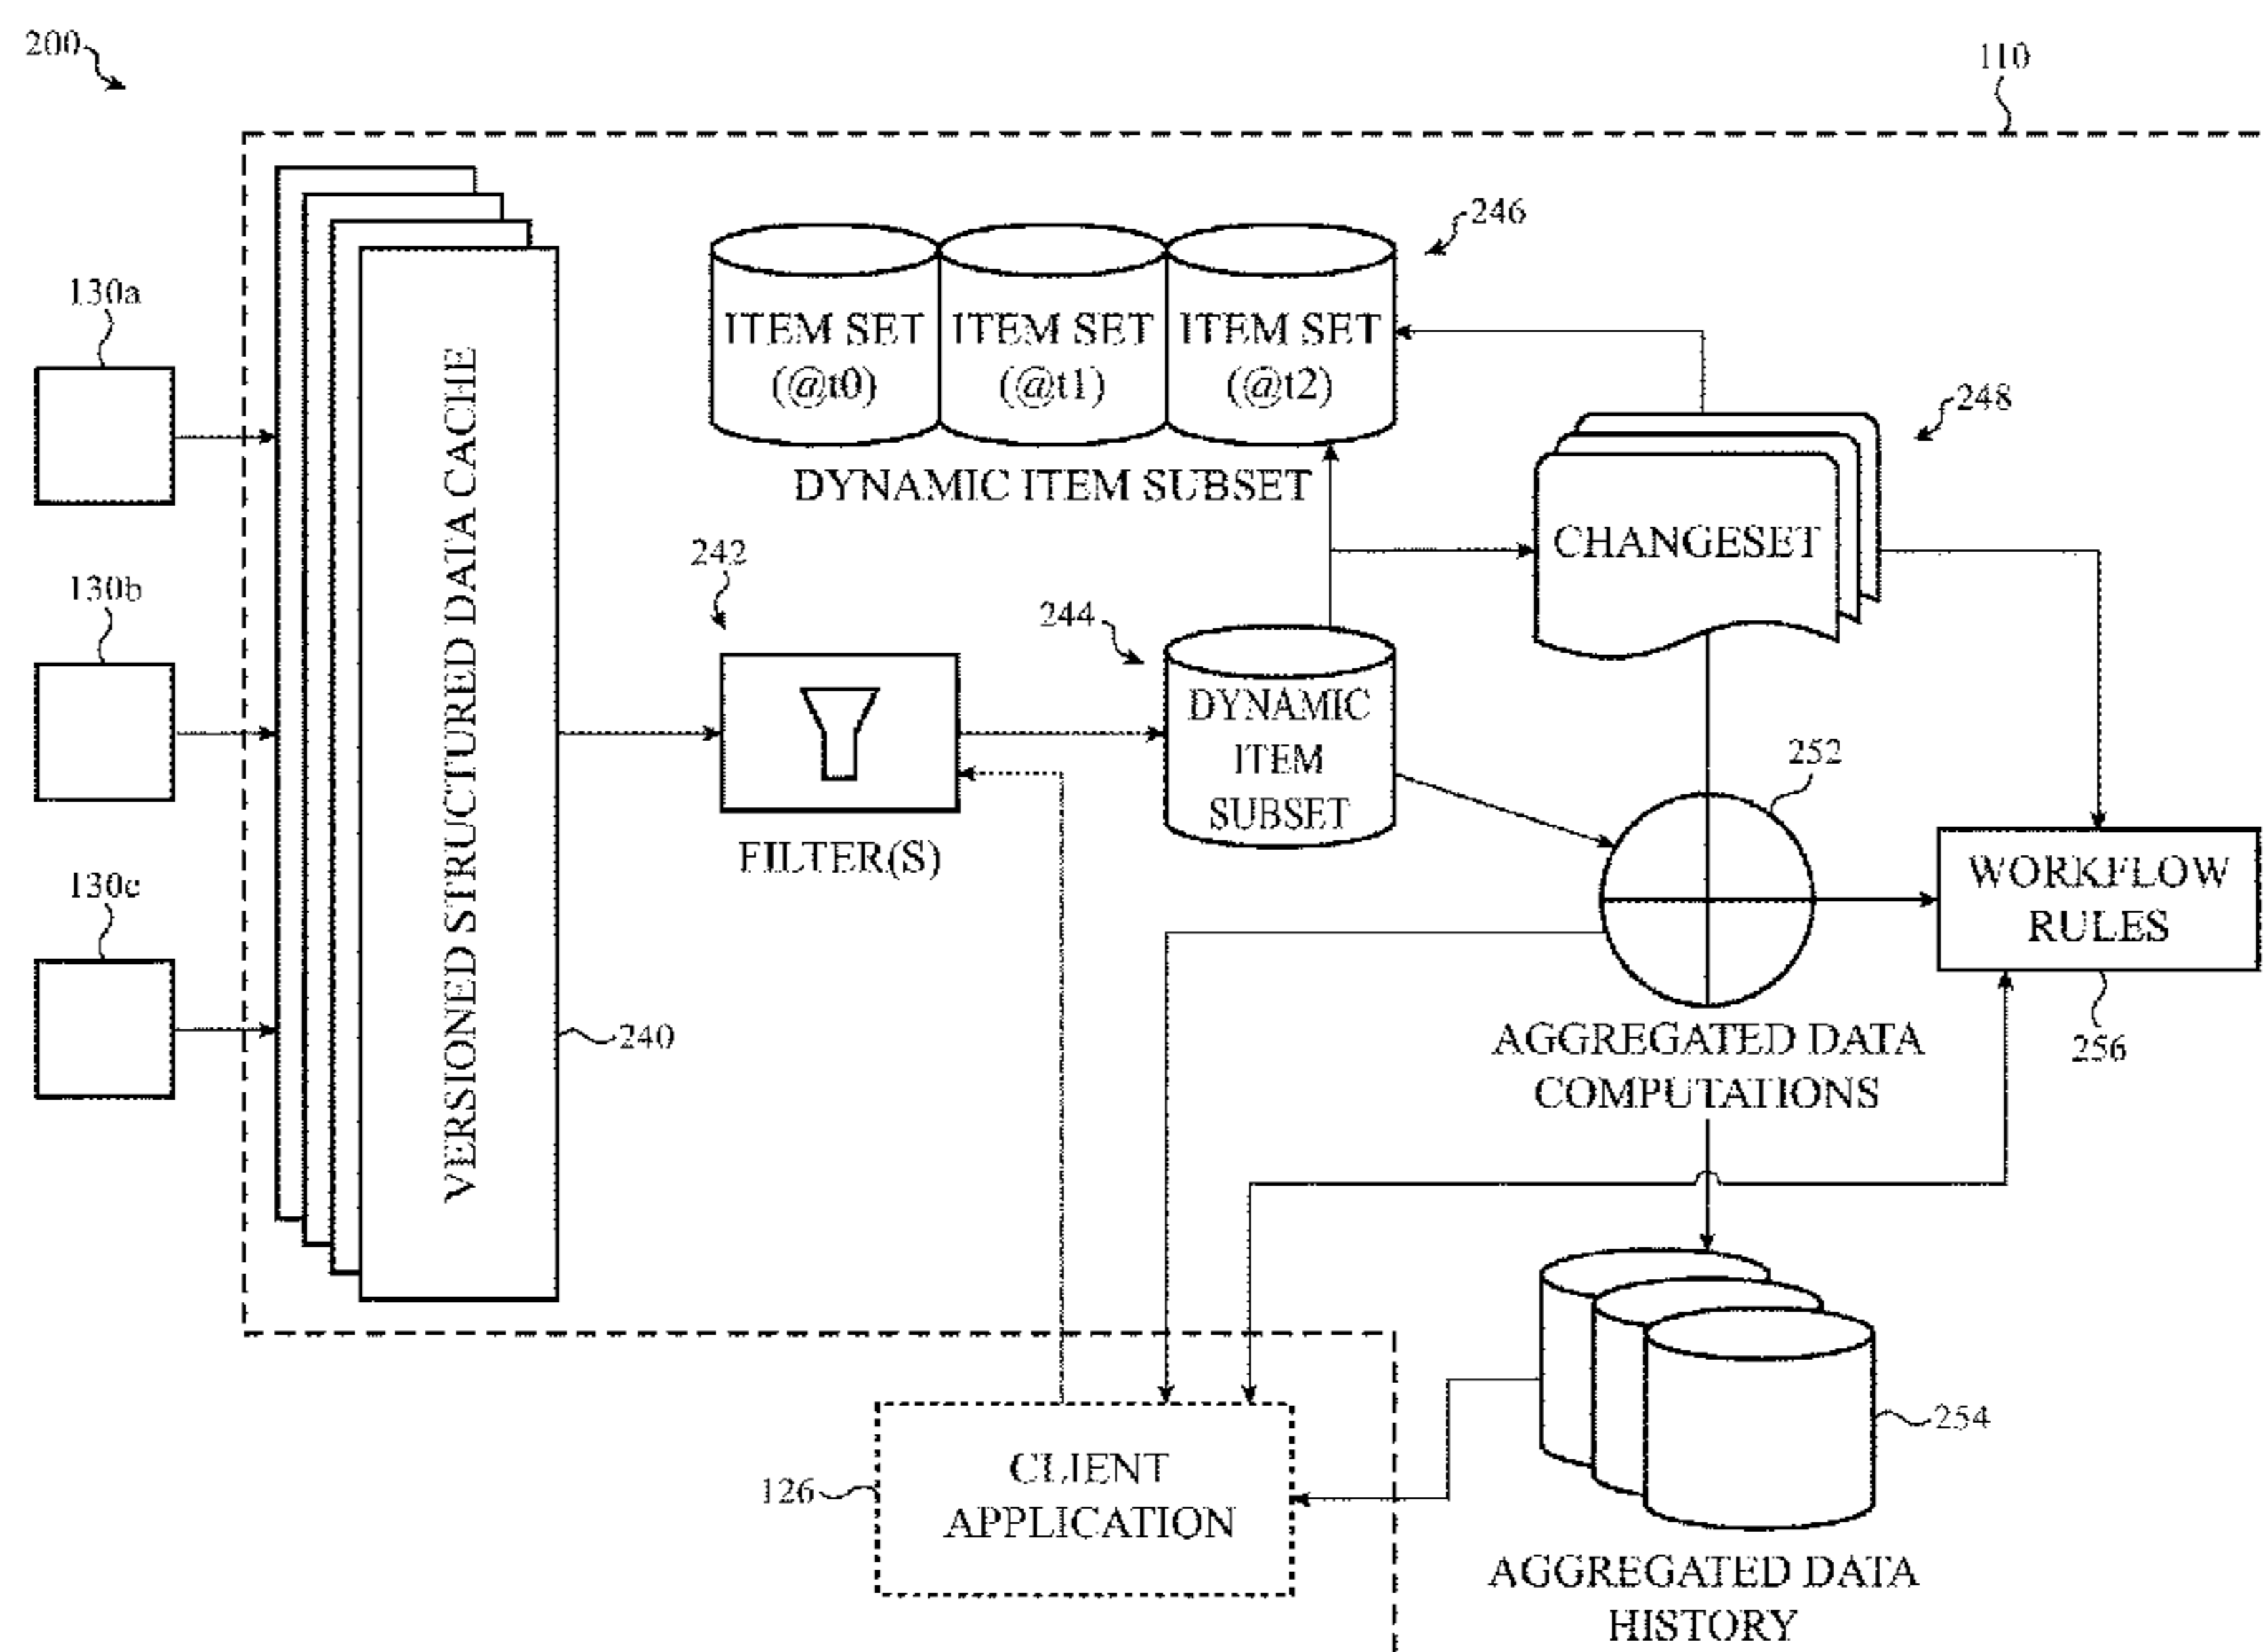 200
110
246
130a
ITEM SET
(@t0)
ITEM SET
(@t1)
ITEM SET
(@t2)
248
DYNAMIC ITEM SUBSET
CHANGESET
VERSIONED STRUCTURED DATA CACHE
242
130b
244
DYNAMIC
ITEM
SUBSET
252
FILTER(S)
WORKFLOW
RULES
130c
240
256
AGGREGATED DATA
COMPUTATIONS
254
126
CLIENT
APPLICATION
AGGREGATED DATA
HISTORY